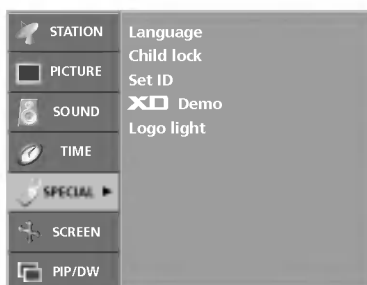 STATION
PICTURE
SOUND
TIME
SPECIAL
SCREEN
PIP/DW
Language
Child lock
Set ID
XD Demo
Logo light